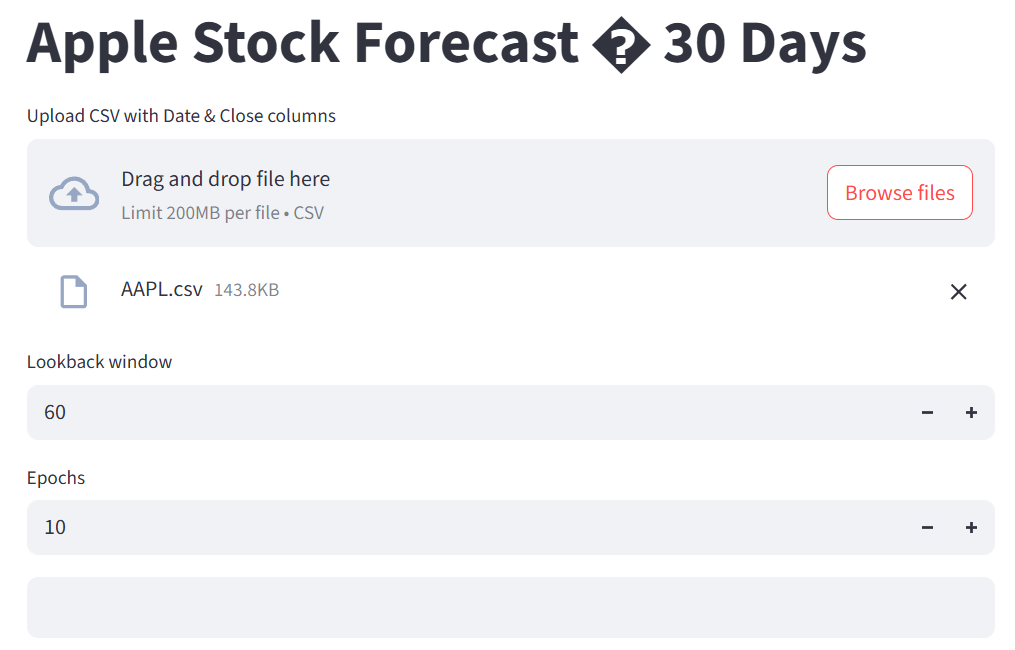 Apple Stock Forecast � 30 Days
Upload CSV with Date & Close columns
Drag and drop file here
Limit 200MB per file • CSV
Browse files
AAPL.csv 143.8KB
Lookback window
60
Epochs
10